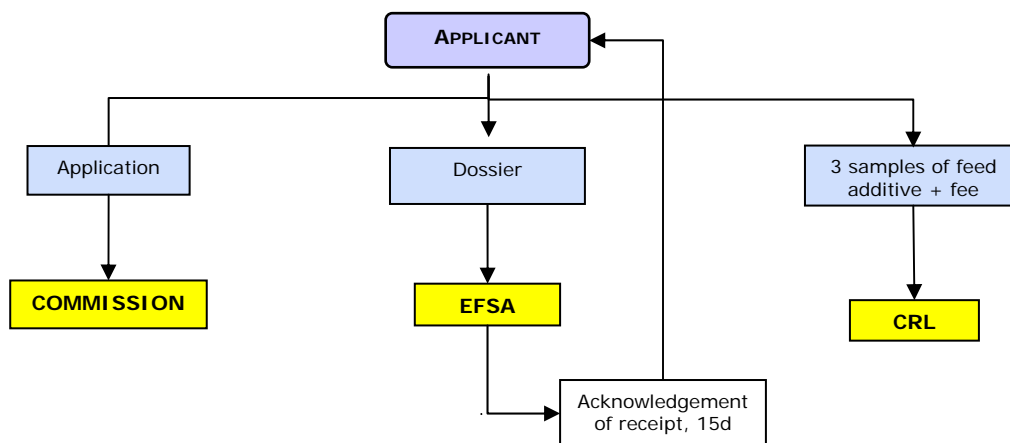 APPLICANT
Application
Dossier
3 samples of feed
additive + fee
COMMISSION
EFSA
CRL
Acknowledgement
of receipt, 15d